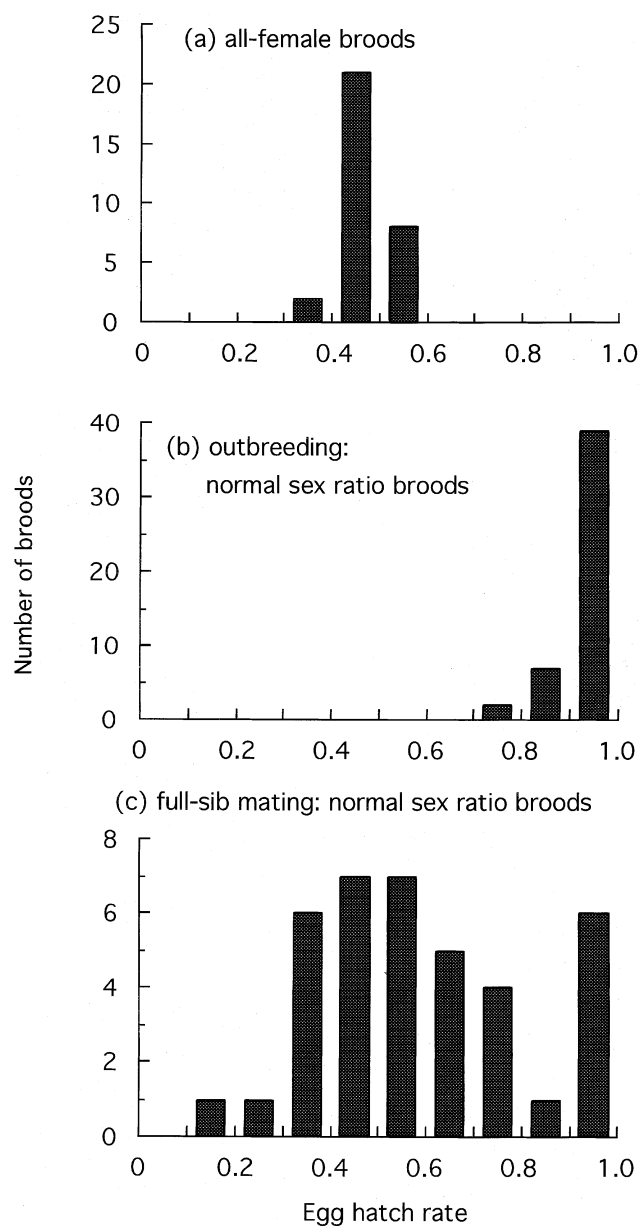 (a) all-female broods
25
20
15
10
5
0
0 0.2 0.4 0.6 0.8 1.0
Number of broods
(b) outbreeding:
normal sex ratio broods
40
30
20
10
0
0 0.2 0.4 0.6 0.8 1.0
(c) full-sib mating: normal sex ratio broods
8
6
4
2
0
0 0.2 0.4 0.6 0.8 1.0
Egg hatch rate